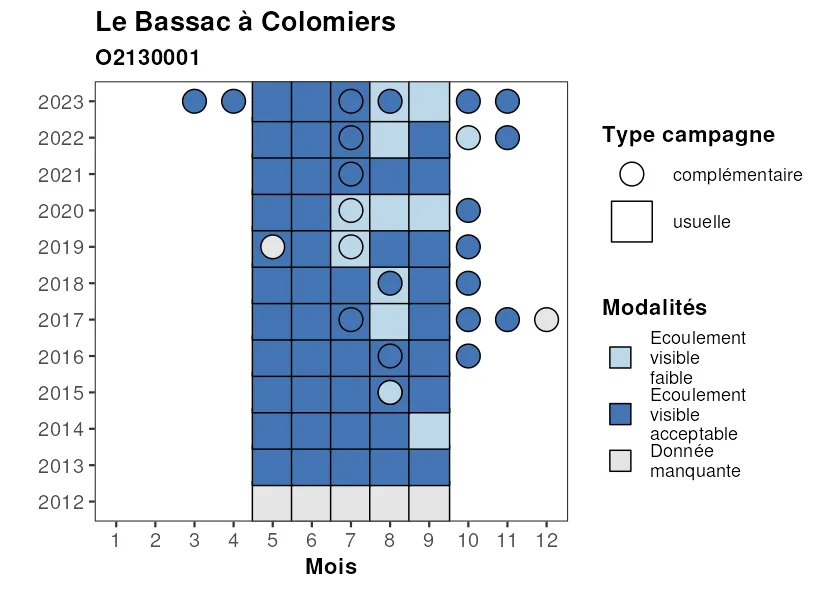 Le Bassac à Colomiers
O2130001
2023
2022
2021
2020
2019
2018
2017
2016
2015
2014
2013
2012
1 2 3 4 5 6 7 8 9 10 11 12
Mois
Type campagne
complémentaire
usuelle
Modalités
Ecoulement
visible
faible
Ecoulement
visible
acceptable
Donnée
manquante